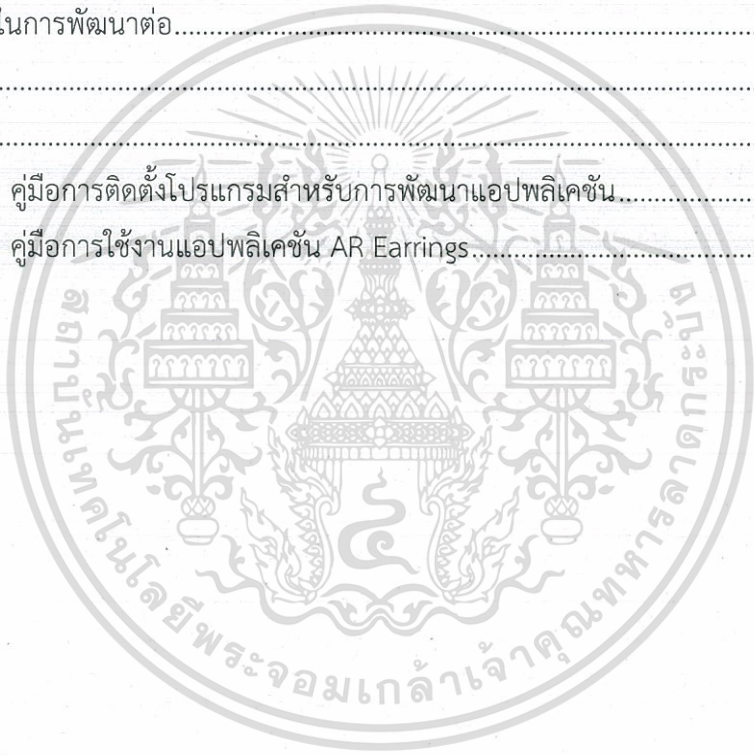 ในการพัฒนาต่อ................................................................................
................................................................................
................................................................................
คู่มือการติดตั้งโปรแกรมสำหรับการพัฒนาแอปพลิเคชัน....................
คู่มือการใช้งานแอปพลิเคชัน AR Earrings........................................
สถาบันเทคโนโลยีพระจอมเกล้าเจ้าคุณทหารลาดกระบัง
๔